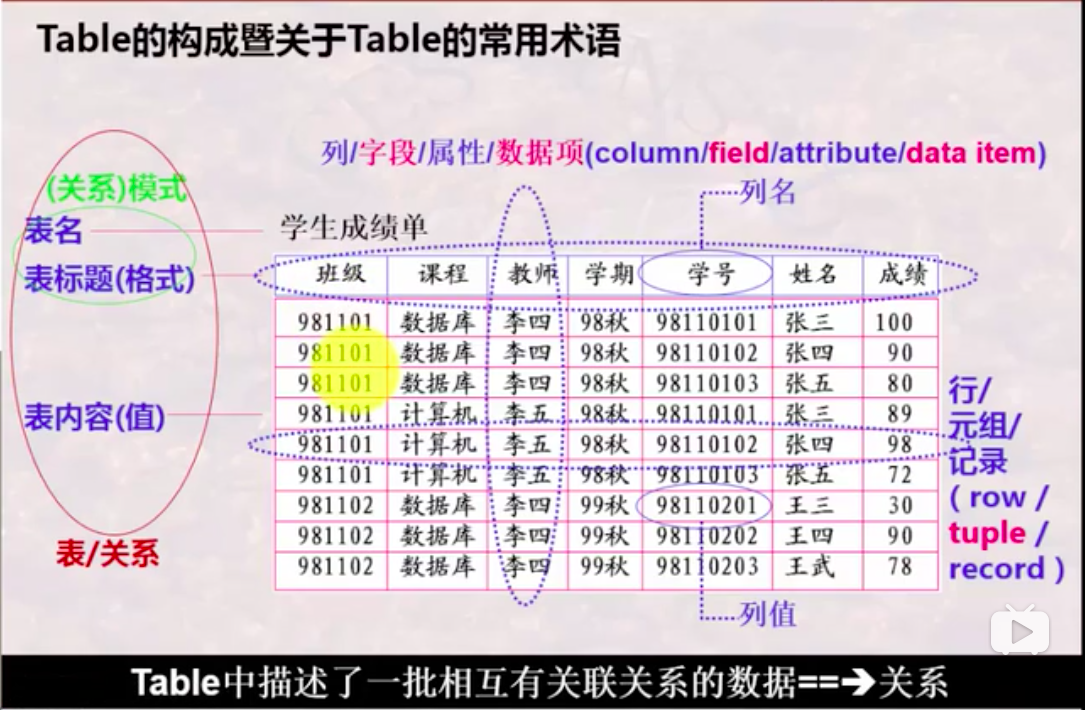 Table的构成暨关于Table的常用术语
列/字段/属性/数据项(column/field/attribute/data item)
(关系)模式
列名
表名
学生成绩单
表标题(格式)
班级 课程 教师 学期 学号 姓名 成绩
981101 数据库 李四 98秋 98110101 张三 100
981101 数据库 李四 98秋 98110102 张四 90
981101 数据库 李四 98秋 98110103 张五 80
981101 计算机 李五 98秋 98110101 张三 89
981101 计算机 李五 98秋 98110102 张四 98
981101 计算机 李五 98秋 98110103 张五 72
981102 数据库 李四 99秋 98110201 王三 30
981102 数据库 李四 99秋 98110202 王四 90
981102 数据库 李四 99秋 98110203 王武 78
表内容(值)
行/
元组/
记录
( row /
tuple /
record )
表/关系
列值
Table中描述了一批相互有关联关系的数据==➔关系